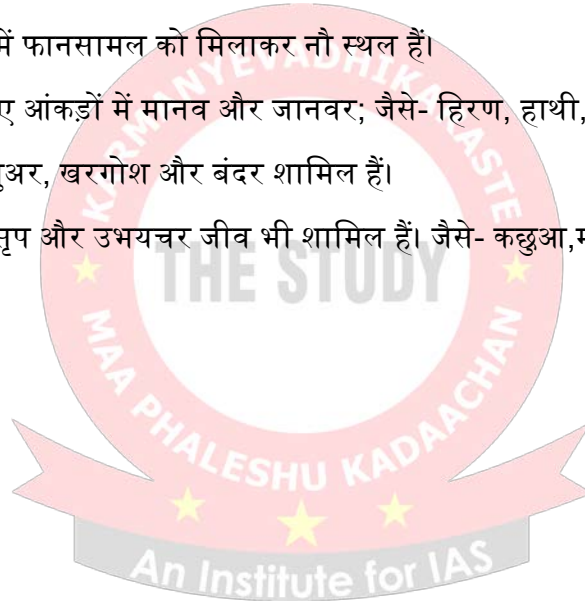 में फानसामल को मिलाकर नौ स्थल हैं।
ए आंकड़ों में मानव और जानवर; जैसे- हिरण, हाथी,
ुअर, खरगोश और बंदर शामिल हैं।
सृप और उभयचर जीव भी शामिल हैं। जैसे- कछुआ,म
KARMANYEVADHIKARASTE
THE STUDY
MAA PHALESHU KADAACHAN
An Institute for IAS